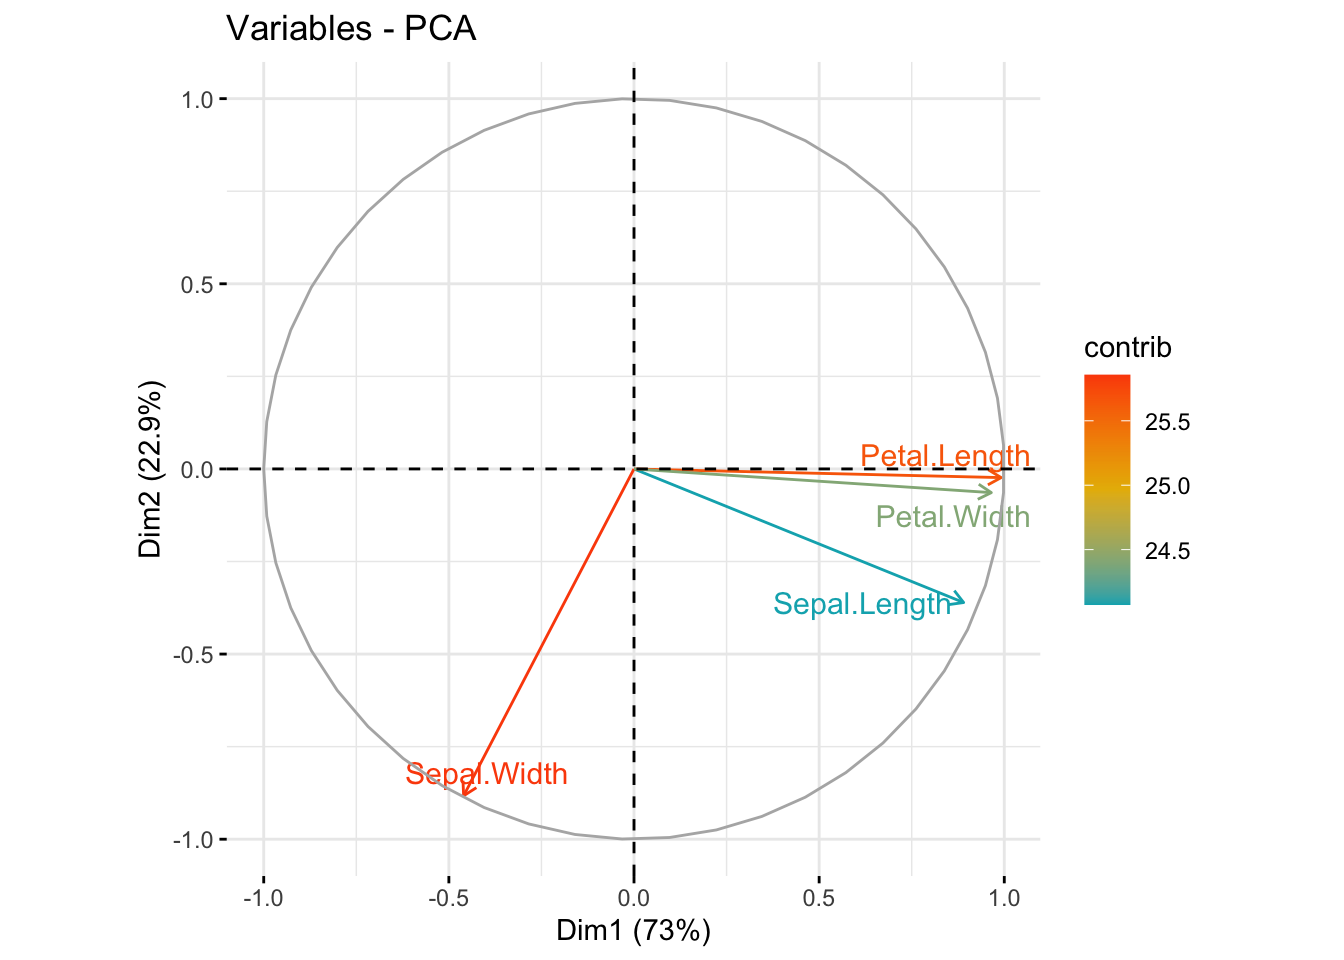 Variables - PCA
1.0
0.5
0.0
-0.5
-1.0
Dim2 (22.9%)
Petal.Length
Petal.Width
Sepal.Length
Sepal.Width
-1.0
-0.5
0.0
0.5
1.0
Dim1 (73%)
contrib
25.5
25.0
24.5